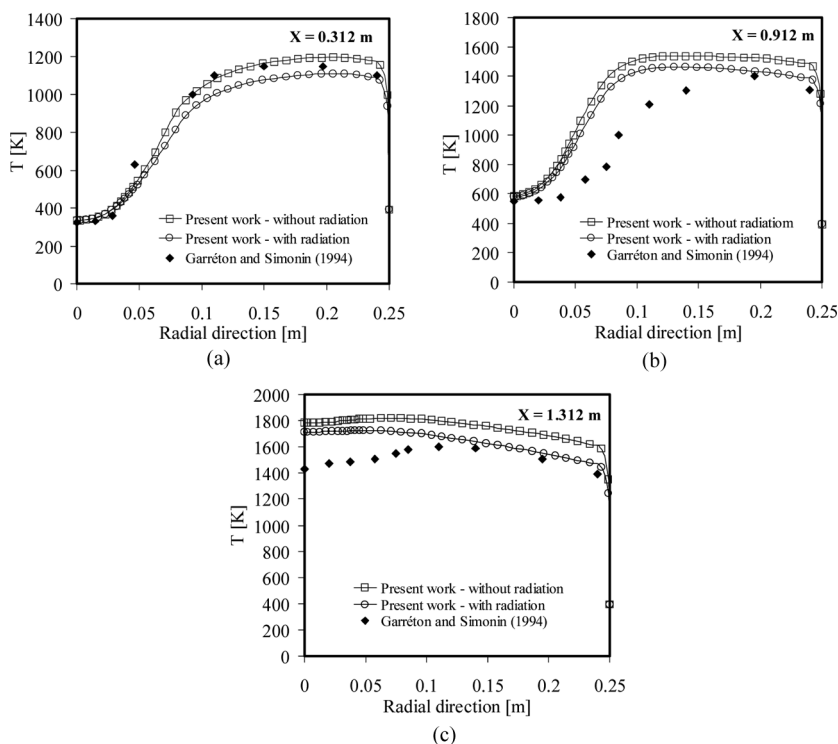 X = 0.312 m
1400
1200
1000
800
600
400
200
0
T [K]
Present work - without radiation
Present work - with radiation
Garréton and Simonin (1994)
0 0.05 0.1 0.15 0.2 0.25
Radial direction [m]
(a)
X = 0.912 m
1800
1600
1400
1200
1000
800
600
400
200
0
T [K]
Present work - without radiation
Present work - with radiation
Garréton and Simonin (1994)
0 0.05 0.1 0.15 0.2 0.25
Radial direction [m]
(b)
X = 1.312 m
2000
1800
1600
1400
1200
1000
800
600
400
200
0
T [K]
Present work - without radiation
Present work - with radiation
Garréton and Simonin (1994)
0 0.05 0.1 0.15 0.2 0.25
Radial direction [m]
(c)